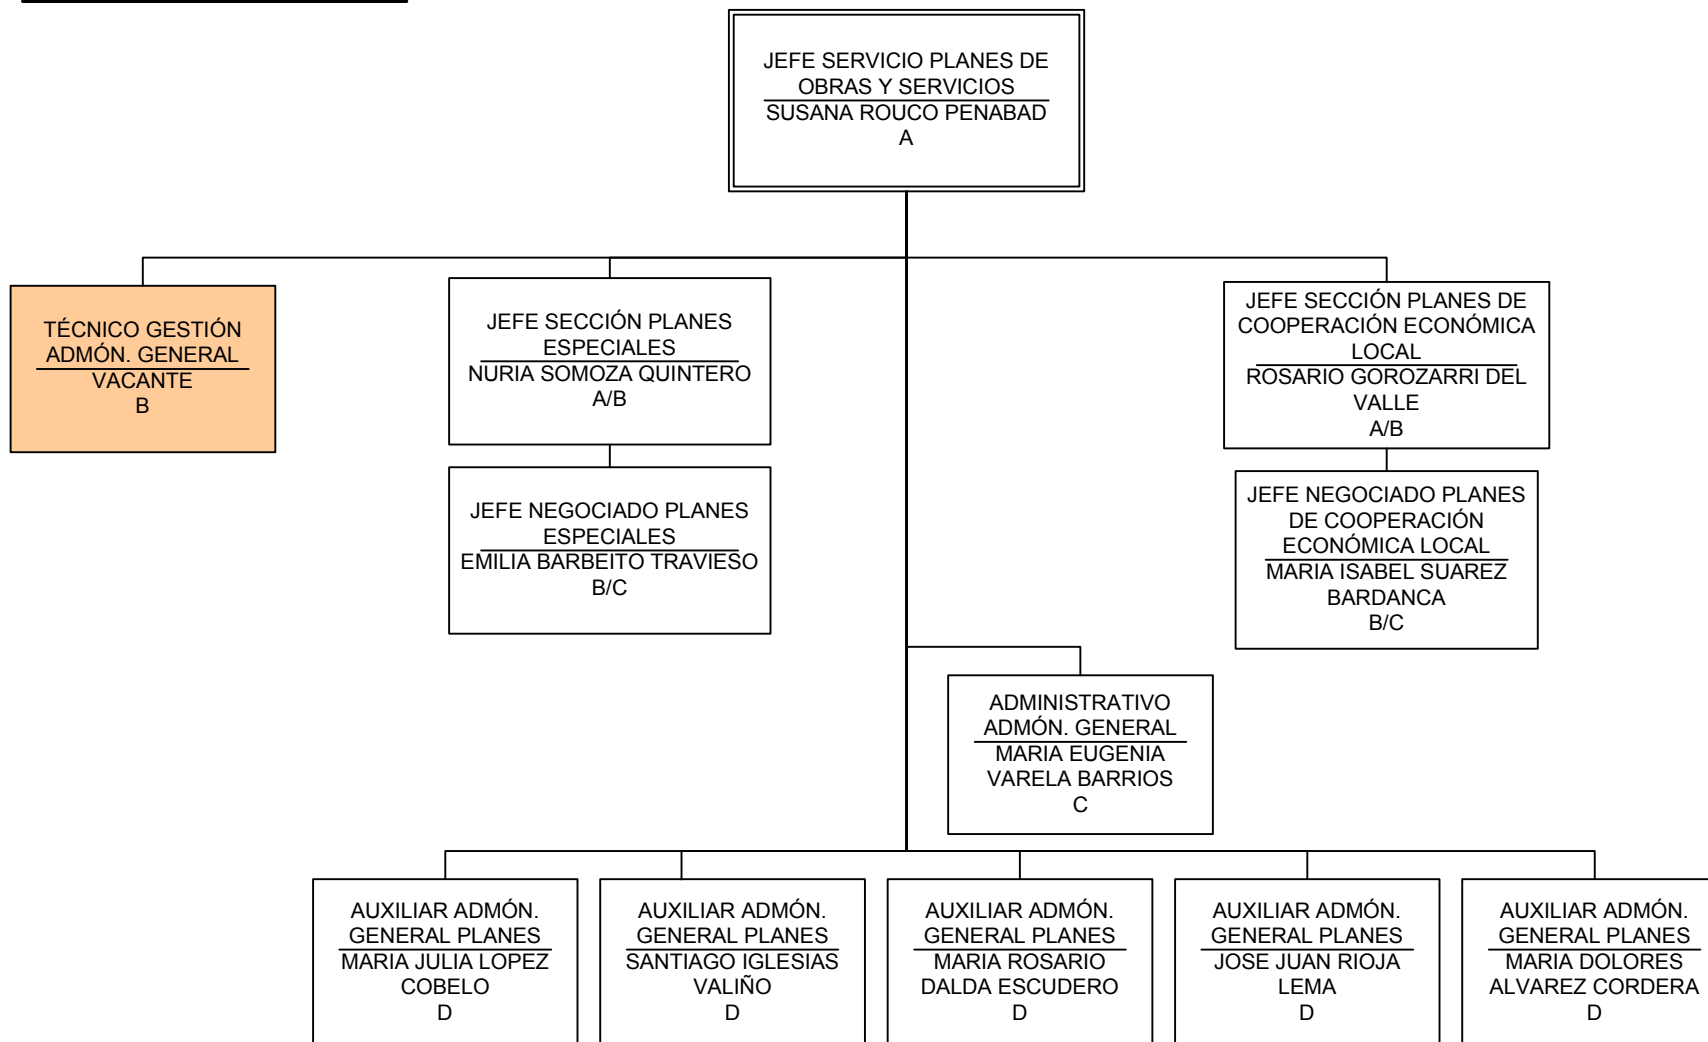 JEFE SERVICIO PLANES DE
OBRAS Y SERVICIOS
SUSANA ROUCO PENABAD
A
TÉCNICO GESTIÓN
ADMÓN. GENERAL
VACANTE
B
JEFE SECCIÓN PLANES
ESPECIALES
NURIA SOMOZA QUINTERO
A/B
JEFE SECCIÓN PLANES DE
COOPERACIÓN ECONÓMICA
LOCAL
ROSARIO GOROZARRI DEL
VALLE
A/B
JEFE NEGOCIADO PLANES
ESPECIALES
EMILIA BARBEITO TRAVIESO
B/C
JEFE NEGOCIADO PLANES
DE COOPERACIÓN
ECONÓMICA LOCAL
MARIA ISABEL SUAREZ
BARDANCA
B/C
ADMINISTRATIVO
ADMÓN. GENERAL
MARIA EUGENIA
VARELA BARRIOS
C
AUXILIAR ADMÓN.
GENERAL PLANES
MARIA JULIA LOPEZ
COBELO
D
AUXILIAR ADMÓN.
GENERAL PLANES
SANTIAGO IGLESIAS
VALIÑO
D
AUXILIAR ADMÓN.
GENERAL PLANES
MARIA ROSARIO
DALDA ESCUDERO
D
AUXILIAR ADMÓN.
GENERAL PLANES
JOSE JUAN RIOJA
LEMA
D
AUXILIAR ADMÓN.
GENERAL PLANES
MARIA DOLORES
ALVAREZ CORDERA
D